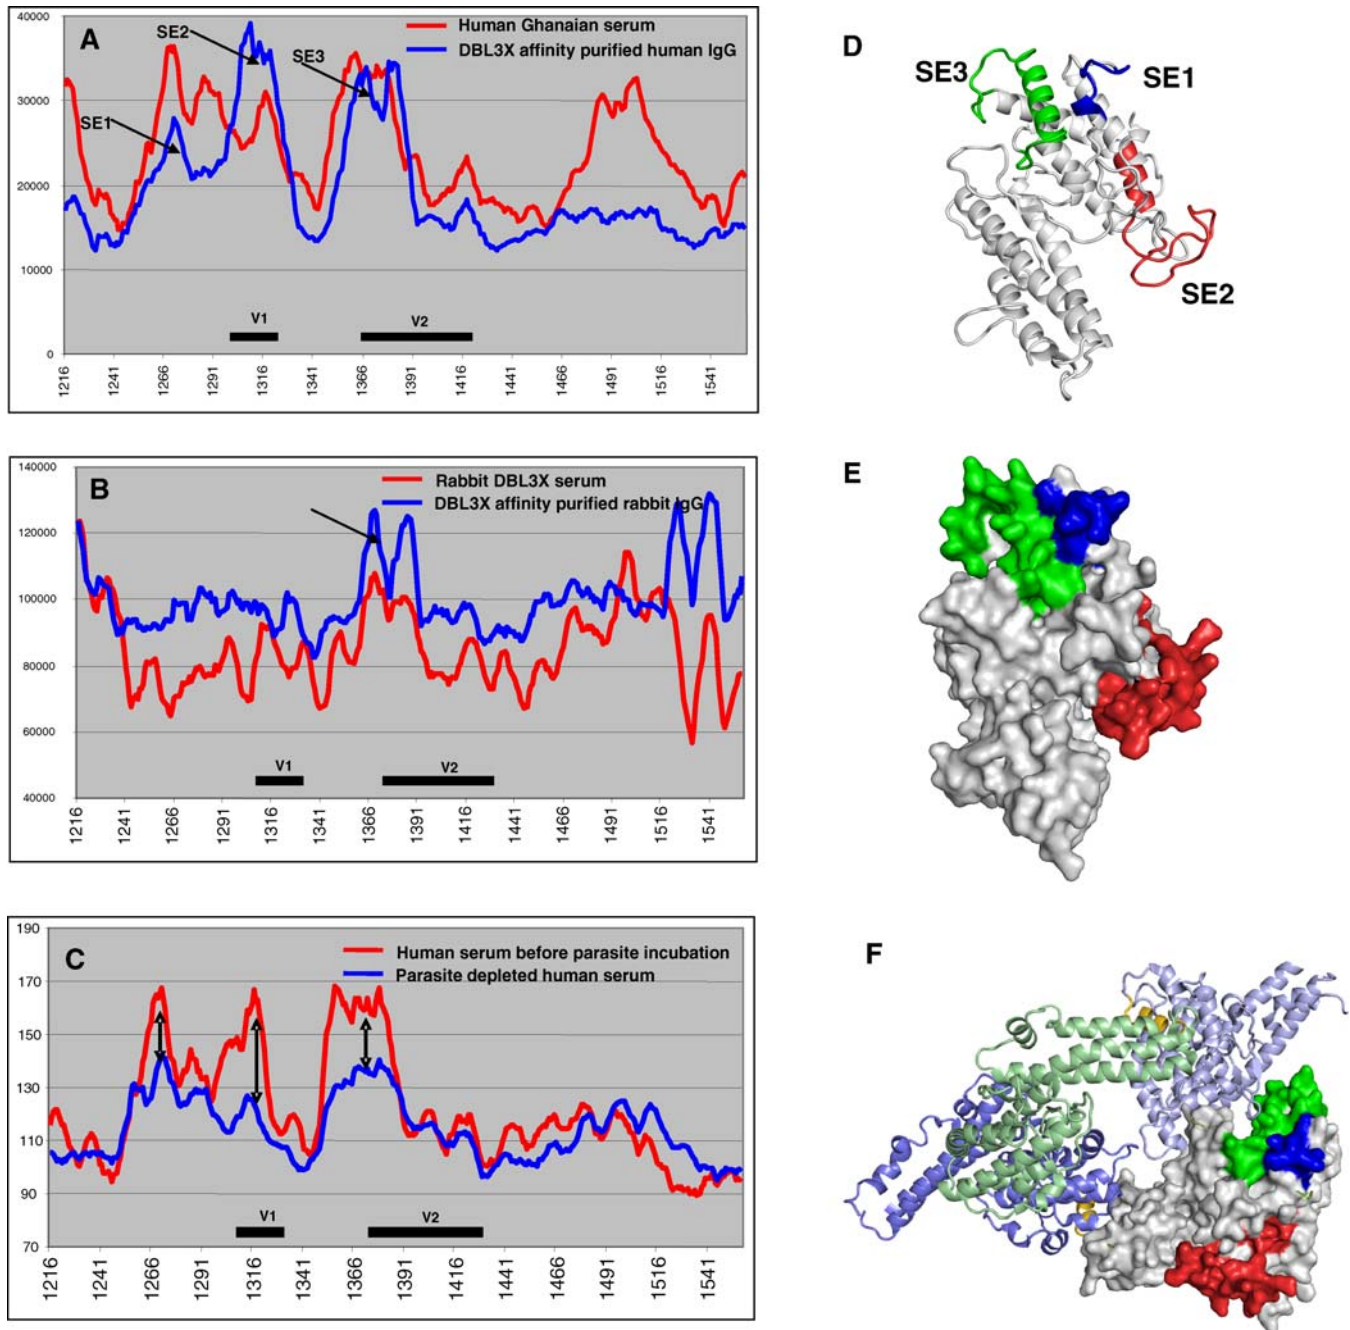 A
Human Ghanaian serum
DBL3X affinity purified human IgG
SE1
SE2
SE3
40000
30000
20000
10000
0
V1
V2
1216 1241 1266 1291 1316 1341 1366 1391 1416 1441 1466 1491 1516 1541
B
Rabbit DBL3X serum
DBL3X affinity purified rabbit IgG
140000
120000
100000
80000
60000
40000
V1
V2
1216 1241 1266 1291 1316 1341 1366 1391 1416 1441 1466 1491 1516 1541
C
Human serum before parasite incubation
Parasite depleted human serum
190
170
150
130
110
90
70
V1
V2
1216 1241 1266 1291 1316 1341 1366 1391 1416 1441 1466 1491 1516 1541
D
SE3
SE1
SE2
E
F